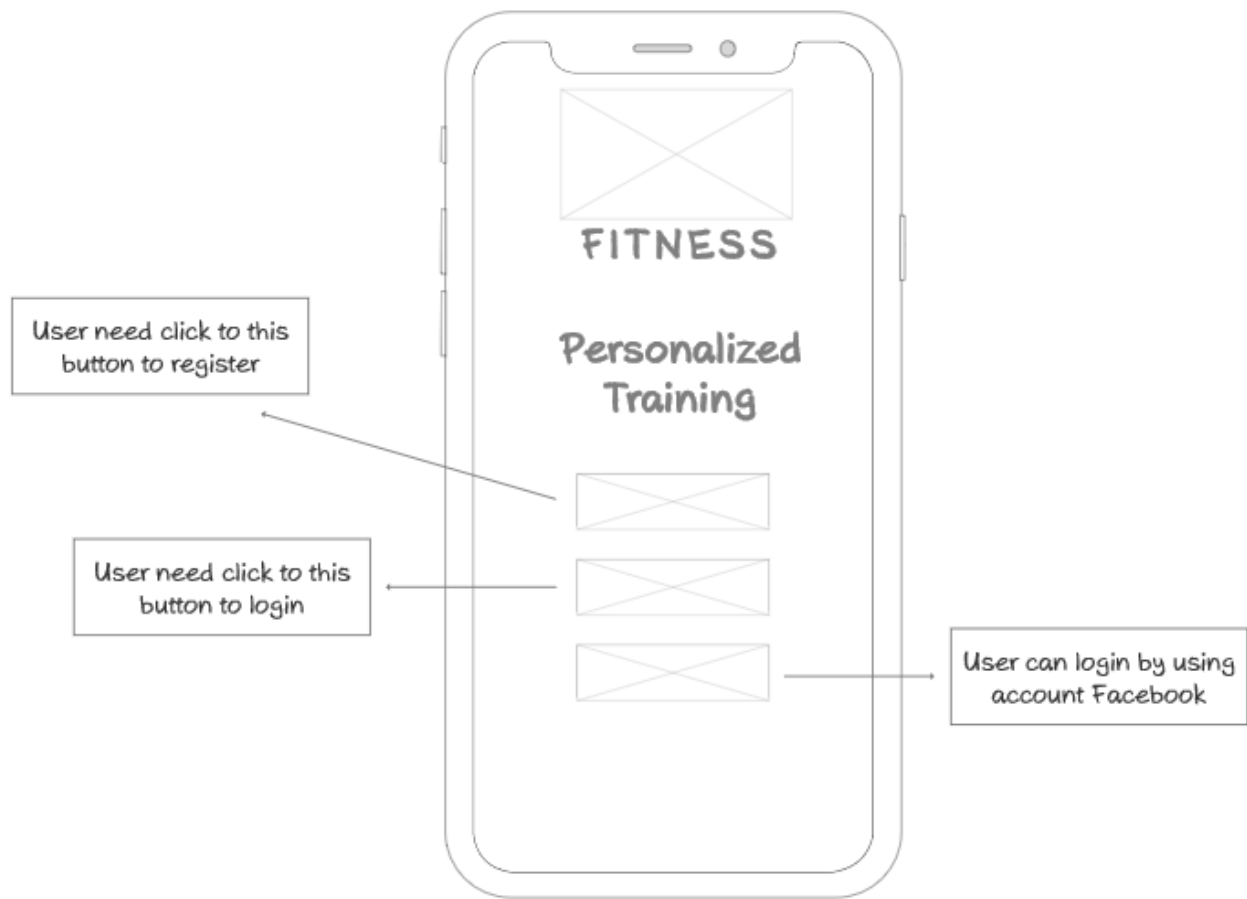 FITNESS
Personalized
Training
User need click to this
button to register
User need click to this
button to login
User can login by using
account Facebook